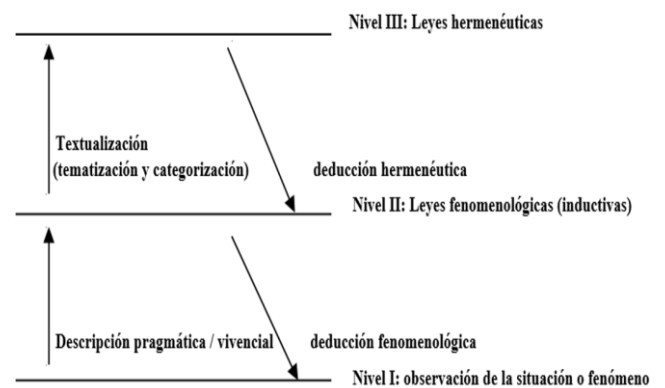 Nivel III: Leyes hermenéuticas
Textualización
(tematización y categorización)
deducción hermenéutica
Nivel II: Leyes fenomenológicas (inductivas)
Descripción pragmática / vivencial
deducción fenomenológica
Nivel I: observación de la situación o fenómeno